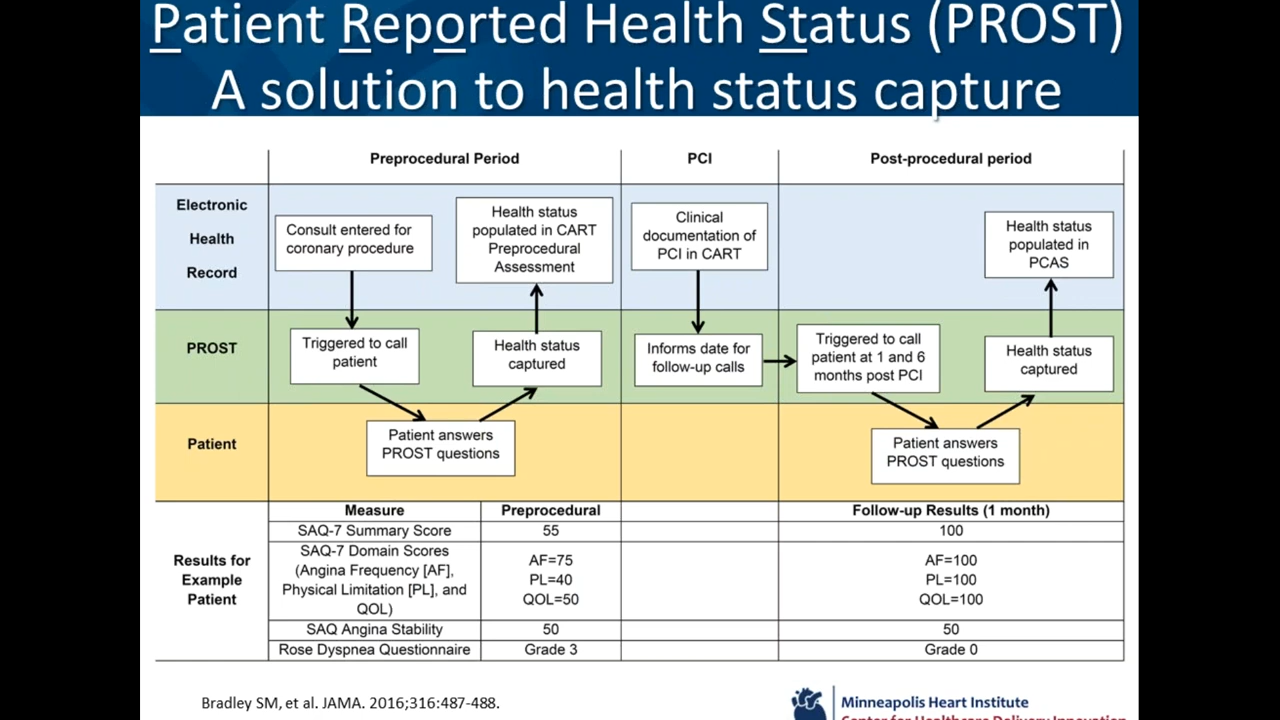 Patient Reported Health Status (PROST)
A solution to health status capture
Preprocedural Period
PCI
Post-procedural period
Electronic
Health
Record
Consult entered for
coronary procedure
Health status
populated in CART
Preprocedural
Assessment
Clinical
documentation of
PCI in CART
Health status
populated in
PCAS
PROST
Triggered to call
patient
Health status
captured
Informs date for
follow-up calls
Triggered to call
patient at 1 and 6
months post PCI
Health status
captured
Patient
Patient answers
PROST questions
Patient answers
PROST questions
Results for
Example
Patient
Measure
Preprocedural
Follow-up Results (1 month)
SAQ-7 Summary Score
55
100
SAQ-7 Domain Scores
(Angina Frequency [AF],
Physical Limitation [PL], and
QOL)
AF=75
PL=40
QOL=50
AF=100
PL=100
QOL=100
SAQ Angina Stability
50
50
Rose Dyspnea Questionnaire
Grade 3
Grade 0
Bradley SM, et al. JAMA. 2016;316:487-488.
Minneapolis Heart Institute
Center for Healthcare Delivery Innovation